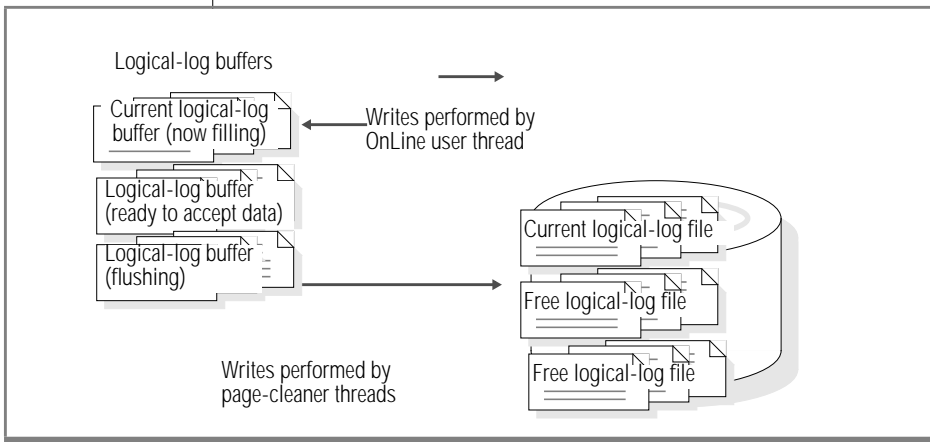 Logical-log buffers
Current logical-log
buffer (now filling)
Writes performed by
OnLine user thread
Logical-log buffer
(ready to accept data)
Logical-log buffer
(flushing)
Current logical-log file
Free logical-log file
Free logical-log file
Writes performed by
page-cleaner threads